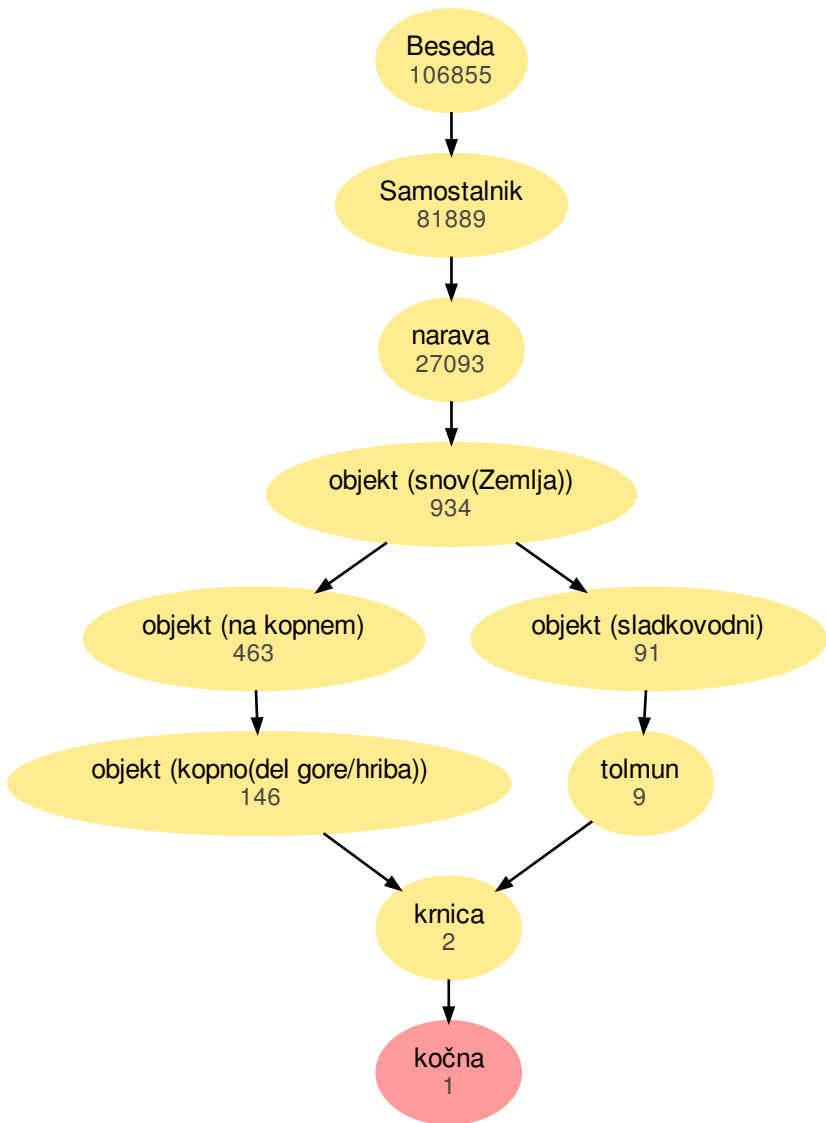 Beseda
106855
Samostalnik
81889
narava
27093
objekt (snov(Zemlja))
934
objekt (na kopnem)
463
objekt (sladkovodni)
91
objekt (kopno(del gore/hriba))
146
tolmun
9
krnica
2
kočna
1